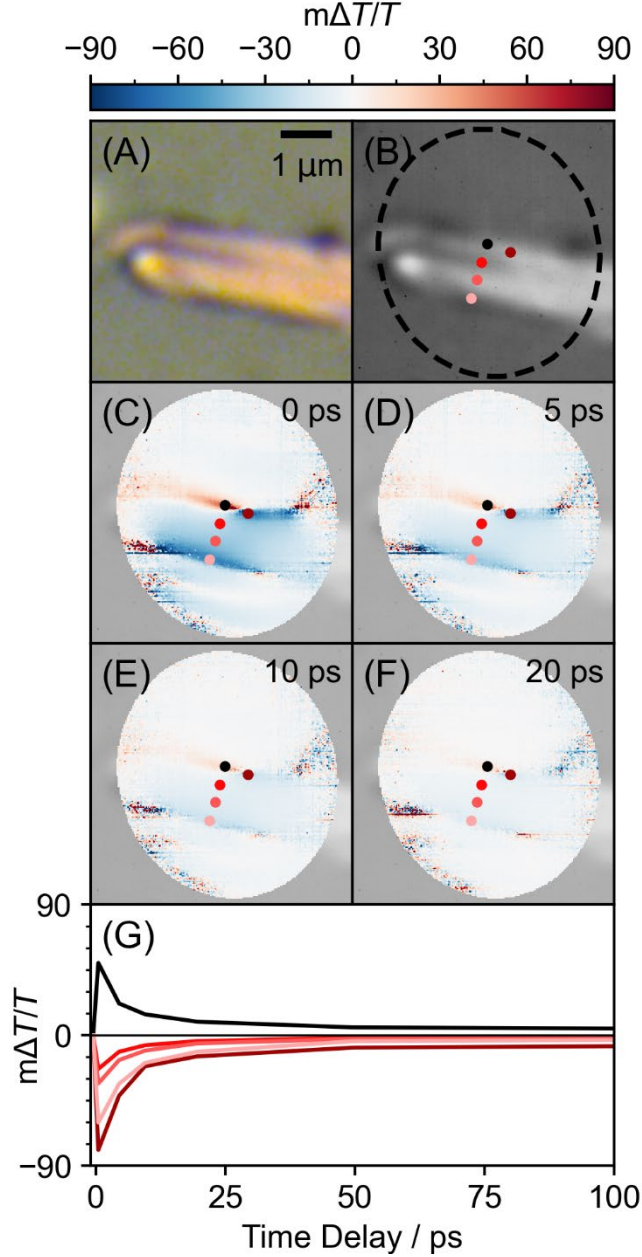 mΔT/T
−90 −60 −30 0 30 60 90
(A)
1 μm
(B)
(C) 0 ps
(D) 5 ps
(E) 10 ps
(F) 20 ps
90
(G)
0
−90
mΔT/T
0 25 50 75 100
Time Delay / ps